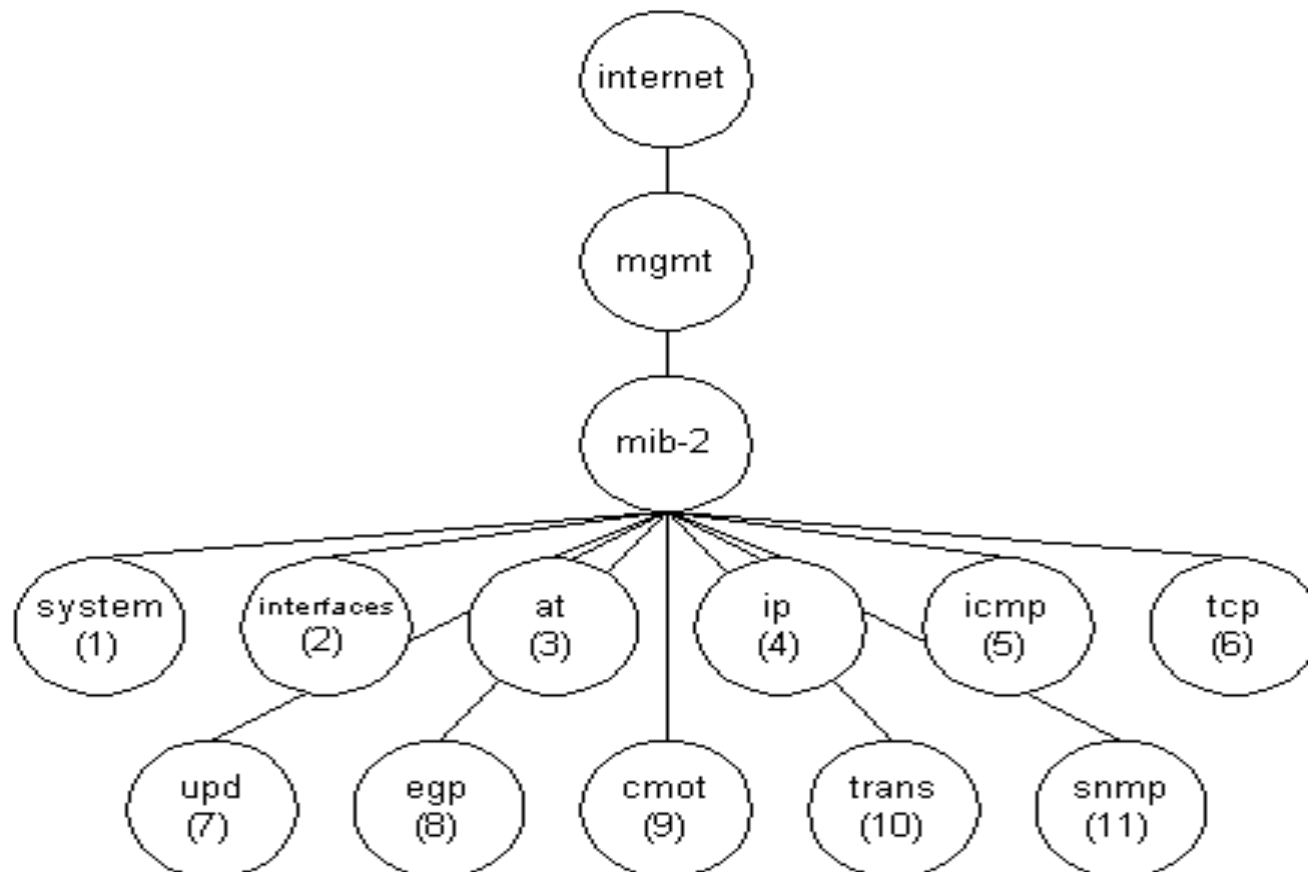 internet
mgmt
mib-2
system
(1)
interfaces
(2)
at
(3)
ip
(4)
icmp
(5)
tcp
(6)
upd
(7)
egp
(8)
cmot
(9)
trans
(10)
snmp
(11)